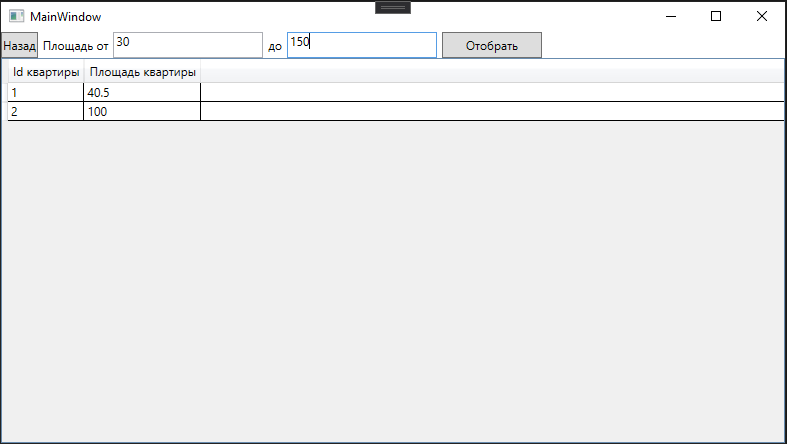 MainWindow
Назад Площадь от 30 до 150 Отобрать
Id квартиры Площадь квартиры
1 40.5
2 100